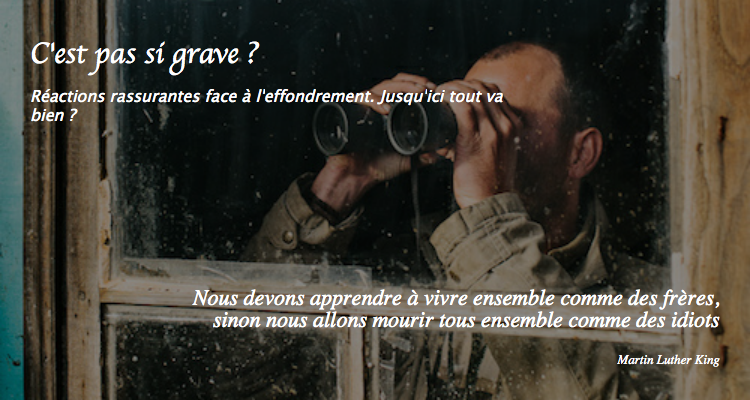 C'est pas si grave ?
Réactions rassurantes face à l'effondrement. Jusqu'ici tout va
bien ?
Nous devons apprendre à vivre ensemble comme des frères,
sinon nous allons mourir tous ensemble comme des idiots
Martin Luther King